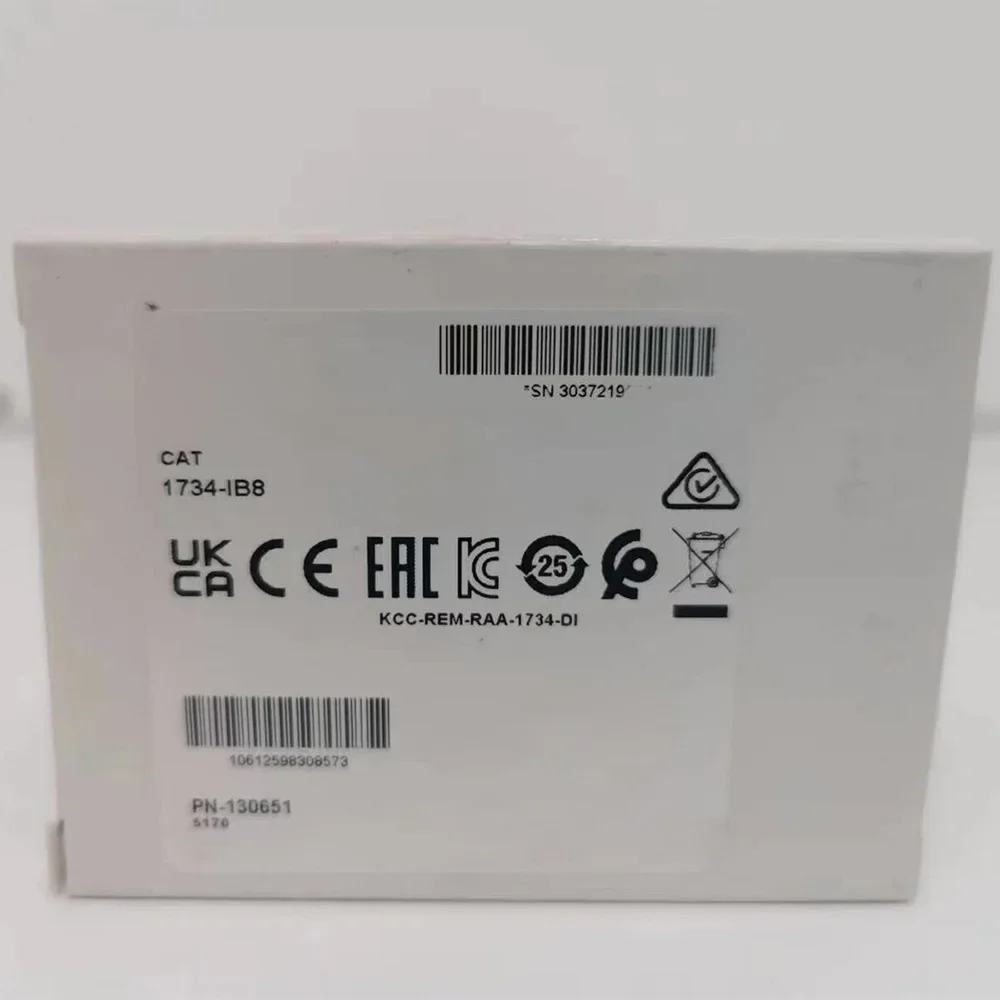 *SN 3037219
CAT
1734-IB8
UK
CA CE EAC KC 25
KCC-REM-RAA-1734-DI
10612598308573
PN-130651
5170